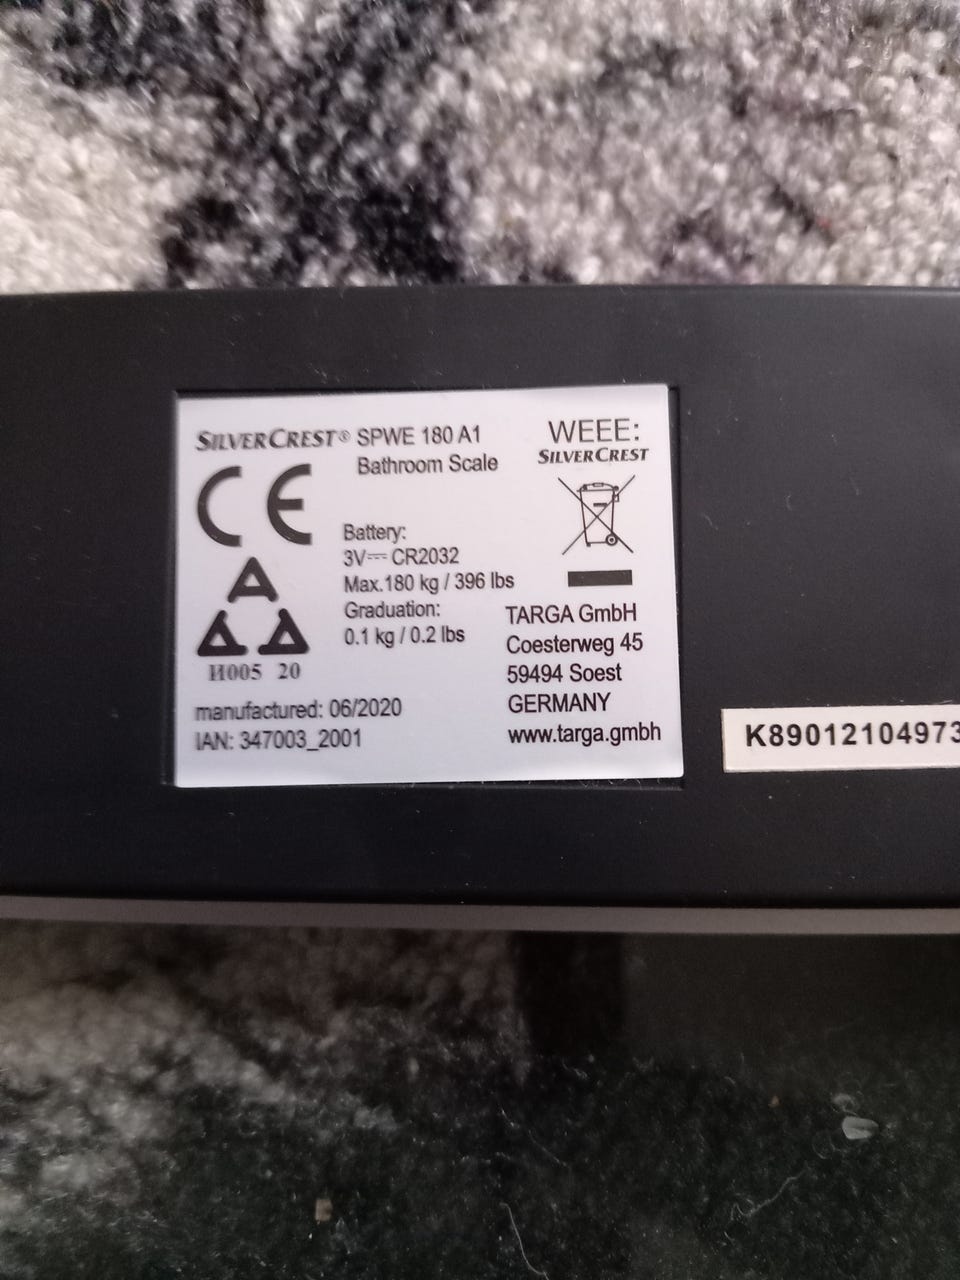 SILVERCREST® SPWE 180 A1
Bathroom Scale
CE
Battery:
3V⎓ CR2032
Max.180 kg / 396 lbs
Graduation:
0.1 kg / 0.2 lbs
H005 20
manufactured: 06/2020
IAN: 347003_2001
WEEE:
SILVERCREST
TARGA GmbH
Coesterweg 45
59494 Soest
GERMANY
www.targa.gmbh
K89012104973